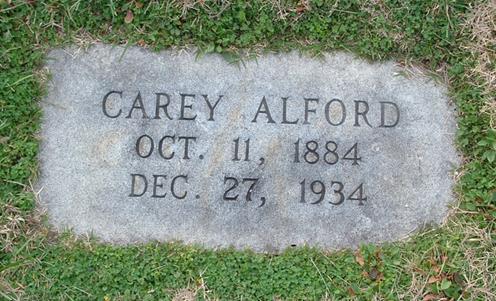 CAREY ALFORD
OCT. 11, 1884
DEC. 27, 1934